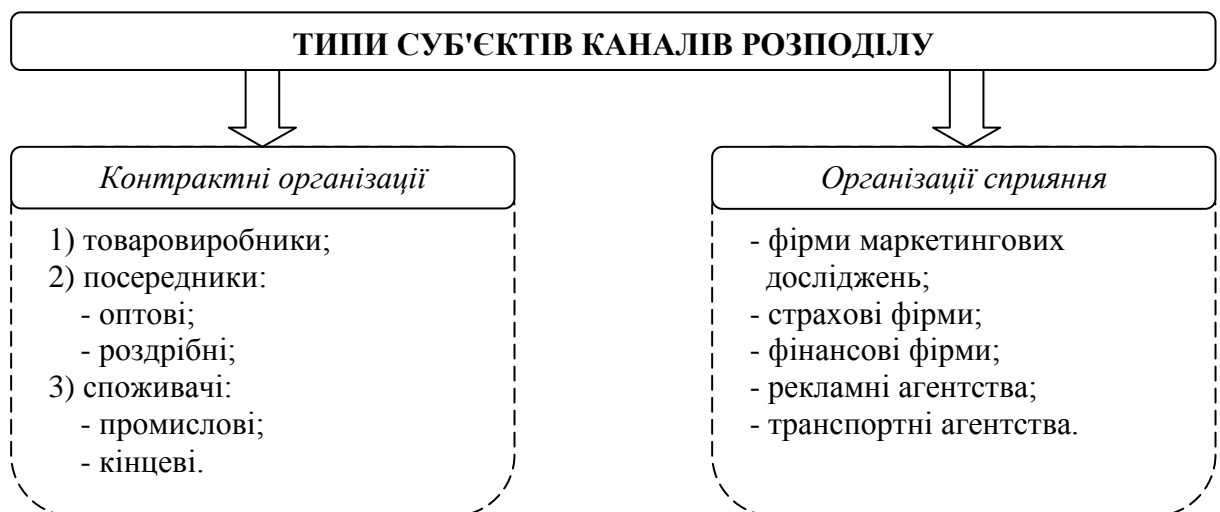 ТИПИ СУБ'ЄКТІВ КАНАЛІВ РОЗПОДІЛУ
Контрактні організації
1) товаровиробники;
2) посередники:
- оптові;
- роздрібні;
3) споживачі:
- промислові;
- кінцеві.
Організації сприяння
- фірми маркетингових
досліджень;
- страхові фірми;
- фінансові фірми;
- рекламні агентства;
- транспортні агентства.